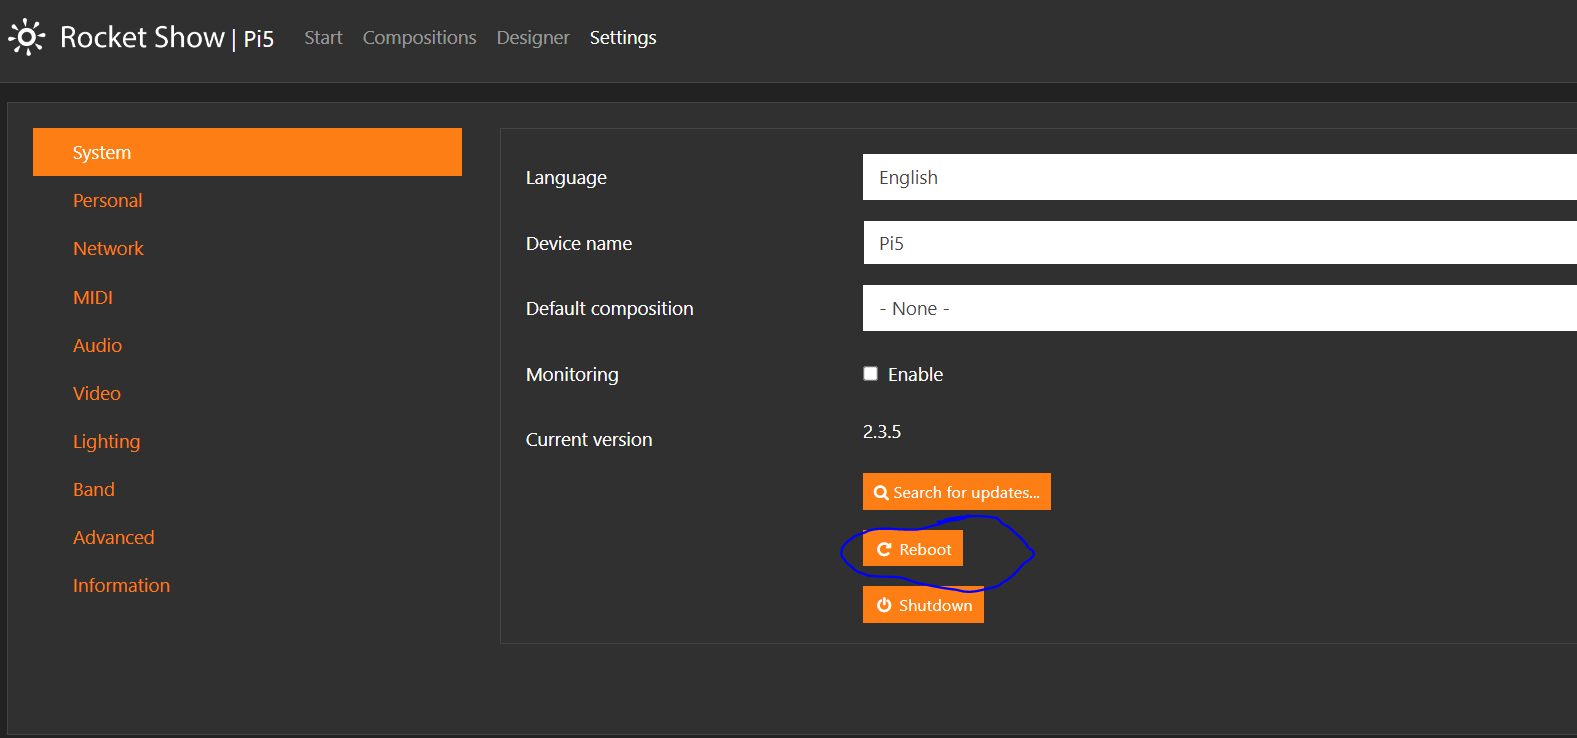 Rocket Show | Pi5 Start Compositions Designer Settings
System
Personal
Network
MIDI
Audio
Video
Lighting
Band
Advanced
Information
Language English
Device name Pi5
Default composition - None -
Monitoring Enable
Current version 2.3.5
Search for updates...
Reboot
Shutdown